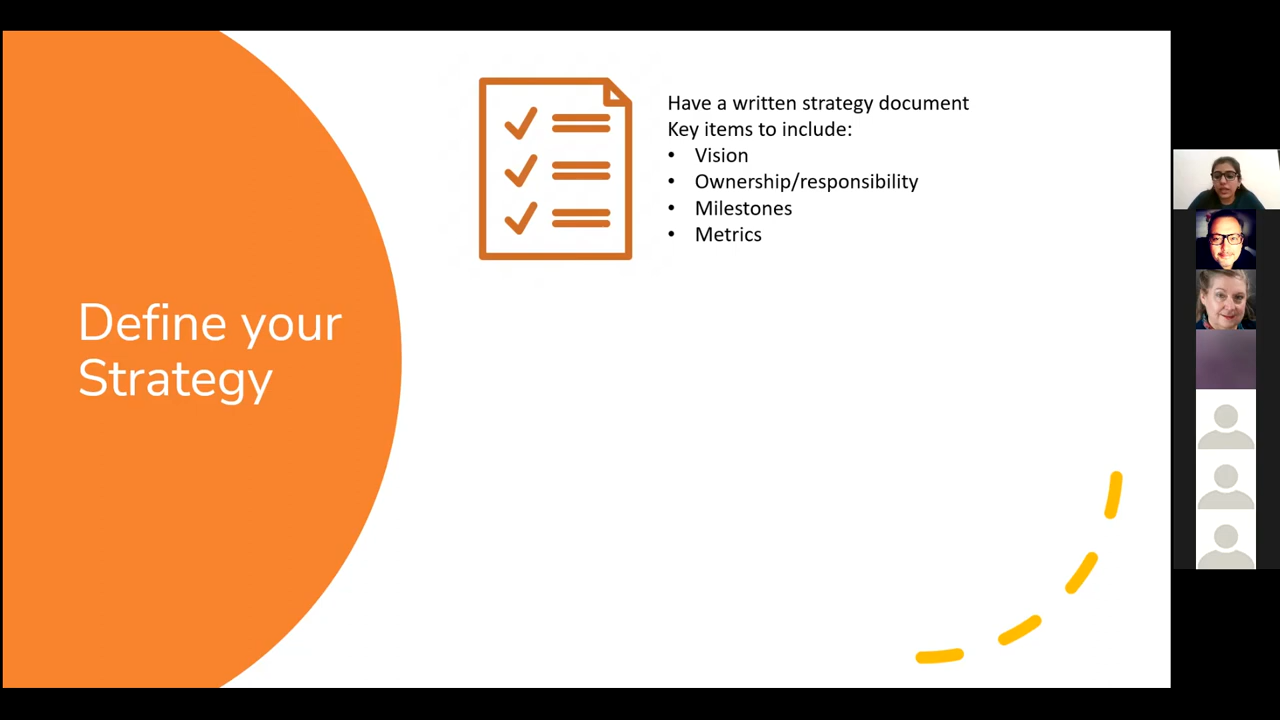 Define your
Strategy
Have a written strategy document
Key items to include:
• Vision
• Ownership/responsibility
• Milestones
• Metrics